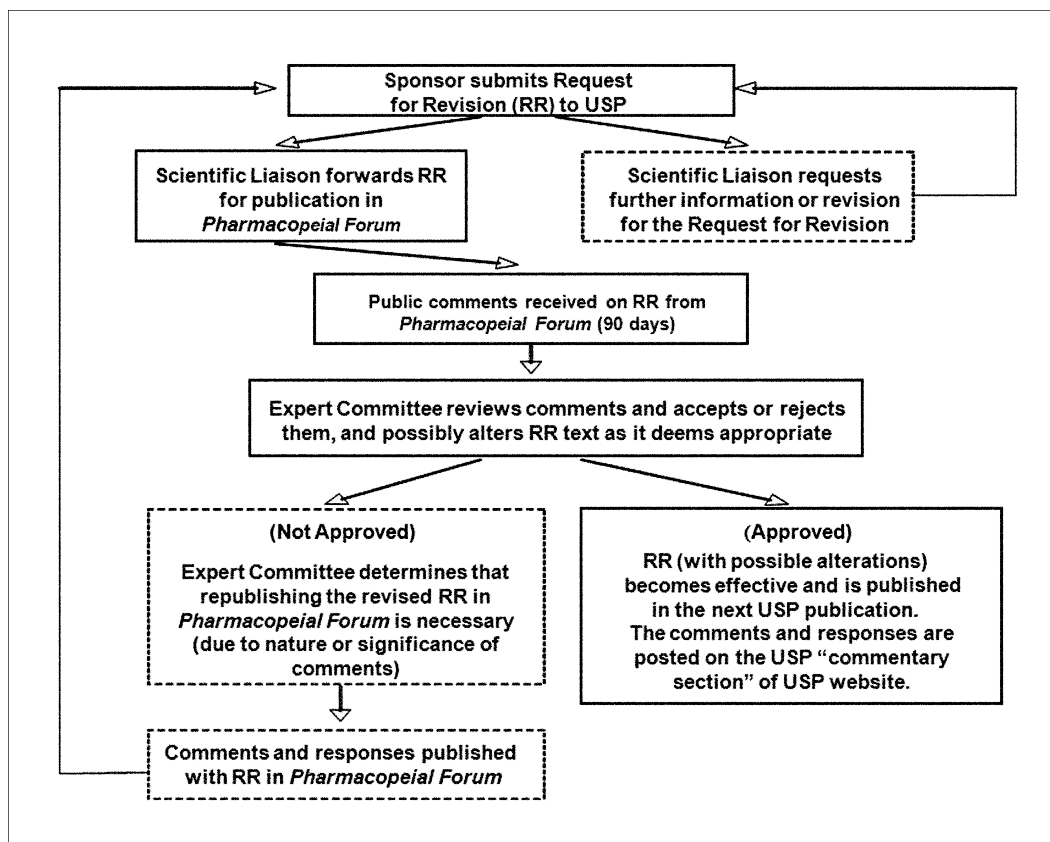 Sponsor submits Request
for Revision (RR) to USP
Scientific Liaison forwards RR
for publication in
Pharmacopeial Forum
Scientific Liaison requests
further information or revision
for the Request for Revision
Public comments received on RR from
Pharmacopeial Forum (90 days)
Expert Committee reviews comments and accepts or rejects
them, and possibly alters RR text as it deems appropriate
(Not Approved)
Expert Committee determines that
republishing the revised RR in
Pharmacopeial Forum is necessary
(due to nature or significance of
comments)
(Approved)
RR (with possible alterations)
becomes effective and is published
in the next USP publication.
The comments and responses are
posted on the USP “commentary
section” of USP website.
Comments and responses published
with RR in Pharmacopeial Forum